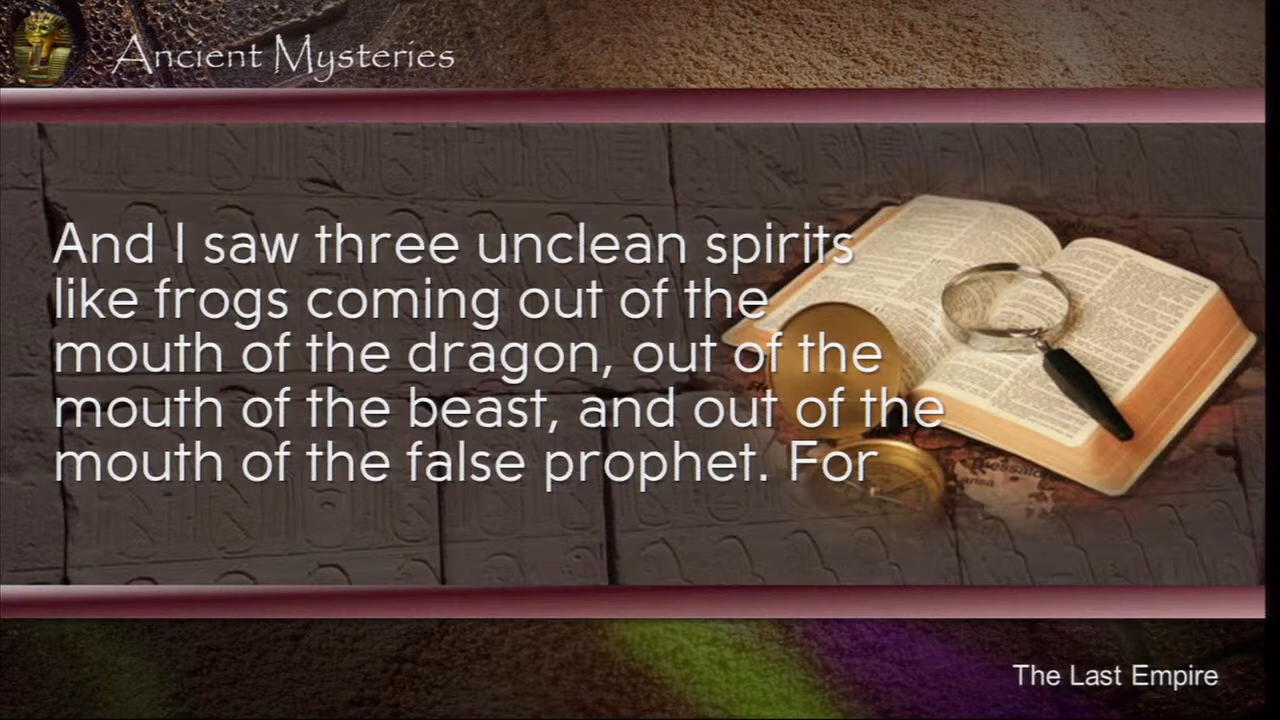 Ancient Mysteries
And I saw three unclean spirits
like frogs coming out of the
mouth of the dragon, out of the
mouth of the beast, and out of the
mouth of the false prophet. For
The Last Empire